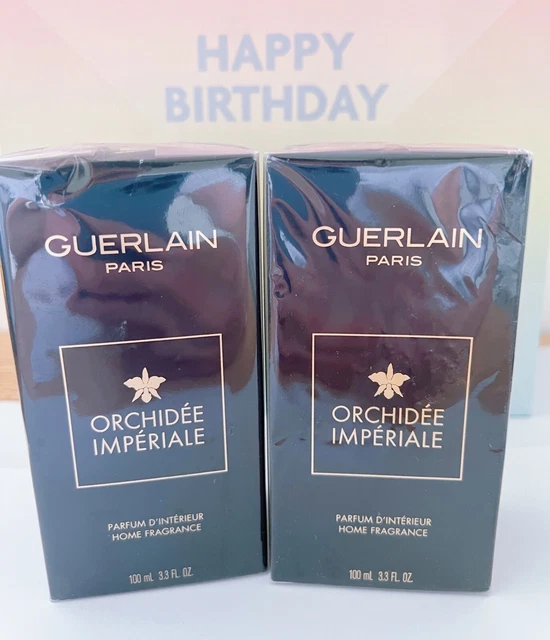 HAPPY
BIRTHDAY
GUERLAIN
PARIS
ORCHIDÉE
IMPÉRIALE
PARFUM D'INTÉRIEUR
HOME FRAGRANCE
100 mL 3.3 FL. OZ.
GUERLAIN
PARIS
ORCHIDÉE
IMPÉRIALE
PARFUM D'INTÉRIEUR
HOME FRAGRANCE
100 mL 3.3 FL. OZ.